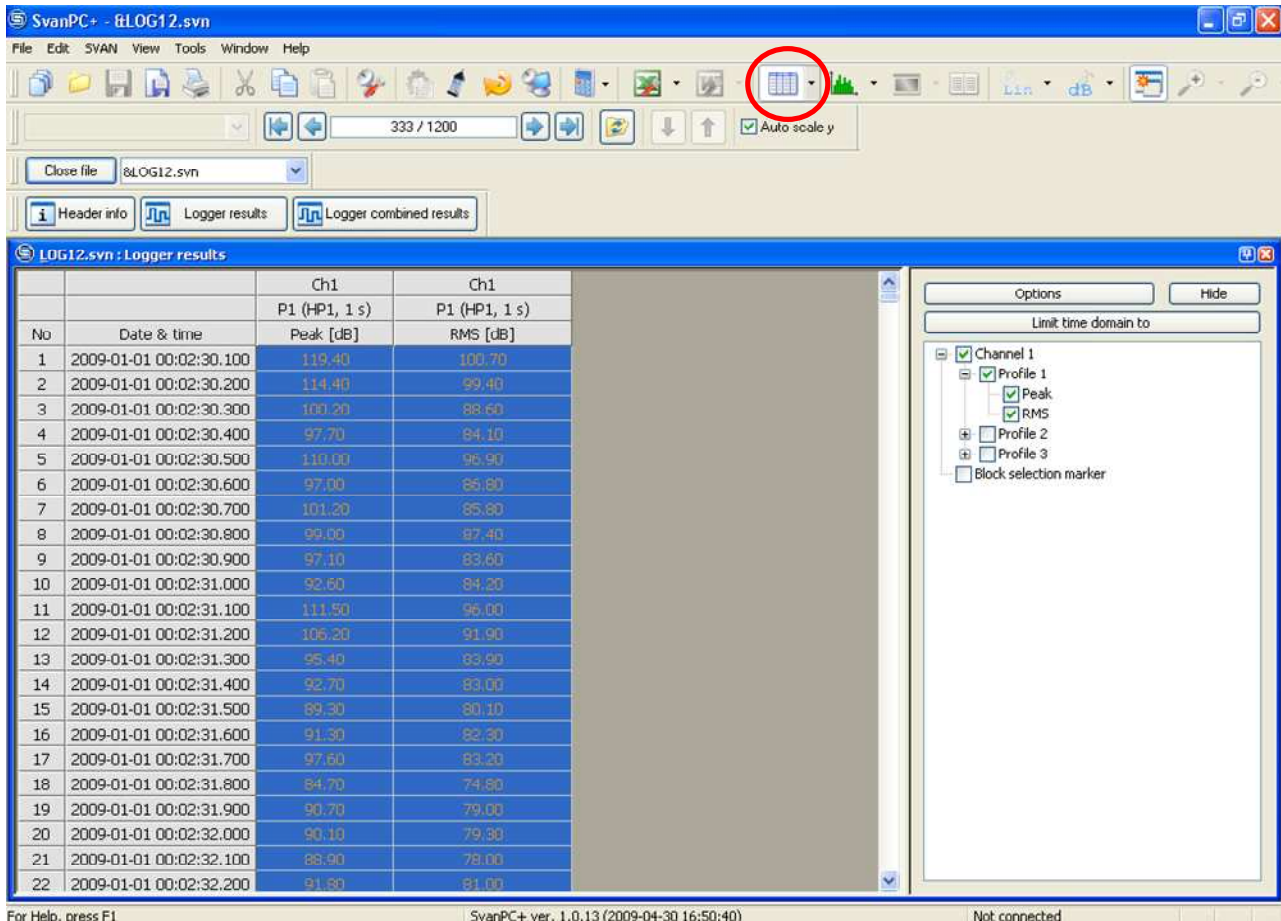 SvanPC+ - &LOG12.svn
File Edit SVAN View Tools Window Help
Lin dB
333 / 1200 Auto scale y
Close file &LOG12.svn
Header info Logger results Logger combined results
LOG12.svn : Logger results
Ch1 Ch1
P1 (HP1, 1 s) P1 (HP1, 1 s)
No Date & time Peak [dB] RMS [dB]
1 2009-01-01 00:02:30.100 119.40 100.70
2 2009-01-01 00:02:30.200 114.40 99.40
3 2009-01-01 00:02:30.300 100.20 88.60
4 2009-01-01 00:02:30.400 97.70 84.10
5 2009-01-01 00:02:30.500 110.00 96.90
6 2009-01-01 00:02:30.600 97.00 86.80
7 2009-01-01 00:02:30.700 101.20 85.80
8 2009-01-01 00:02:30.800 99.00 87.40
9 2009-01-01 00:02:30.900 97.10 83.60
10 2009-01-01 00:02:31.000 92.60 84.20
11 2009-01-01 00:02:31.100 111.50 96.00
12 2009-01-01 00:02:31.200 106.20 91.90
13 2009-01-01 00:02:31.300 95.40 83.90
14 2009-01-01 00:02:31.400 92.70 83.00
15 2009-01-01 00:02:31.500 89.30 80.10
16 2009-01-01 00:02:31.600 91.30 82.30
17 2009-01-01 00:02:31.700 97.60 83.20
18 2009-01-01 00:02:31.800 84.70 74.80
19 2009-01-01 00:02:31.900 90.70 79.00
20 2009-01-01 00:02:32.000 90.10 79.30
21 2009-01-01 00:02:32.100 88.90 78.00
22 2009-01-01 00:02:32.200 91.80 81.00
Options Hide
Limit time domain to
Channel 1
Profile 1
Peak
RMS
Profile 2
Profile 3
Block selection marker
For Help, press F1 SvanPC+ ver. 1.0.13 (2009-04-30 16:50:40) Not connected